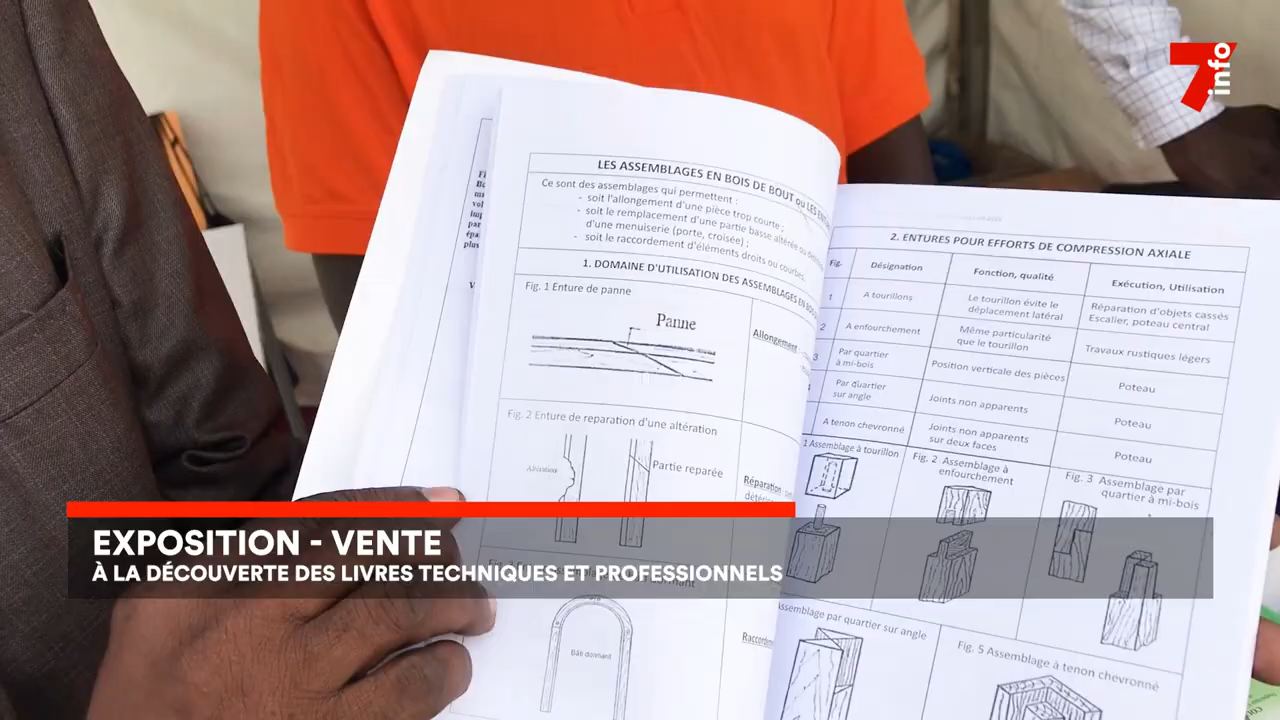 7info
LES ASSEMBLAGES EN BOIS DE BOUT ou LES
Ce sont des assemblages qui permettent :
- soit l'allongement d'une pièce trop courte ;
- soit le remplacement d'une partie basse altérée ou
d'une menuiserie (porte, croisée) ;
- soit le raccordement d'éléments droits ou courbes.
1. DOMAINE D'UTILISATION DES ASSEMBLAGES EN BOIS
Fig. 1 Enture de panne
Panne
Allongement
Fig. 2 Enture de reparation d'une altération
Altération
Partie reparée
Réparation
Bâti donnant
2. ENTURES POUR EFFORTS DE COMPRESSION AXIALE
Fig. Désignation Fonction, qualité Exécution, Utilisation
1 A tourillons Le tourillon évite le déplacement latéral Réparation d'objets cassés Escalier, poteau central
2 A enfourchement Même particularité que le tourillon Travaux rustiques légers
3 Par quartier à mi-bois Position verticale des pièces Poteau
Par quartier sur angle Joints non apparents Poteau
A tenon chevronné Joints non apparents sur deux faces Poteau
1 Assemblage à tourillon
Fig. 2 Assemblage à
enfourchement
Fig. 3 Assemblage par
quartier à mi-bois
Assemblage par quartier sur angle
Fig. 5 Assemblage à tenon chevronné
EXPOSITION - VENTE
À LA DÉCOUVERTE DES LIVRES TECHNIQUES ET PROFESSIONNELS